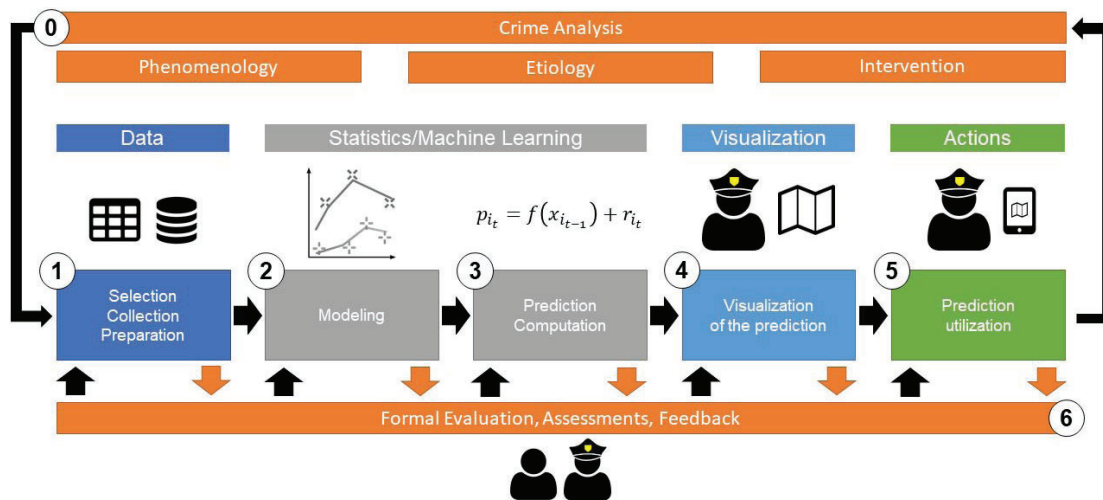 0
Crime Analysis
Phenomenology
Etiology
Intervention
Data
Statistics/Machine Learning
Visualization
Actions
p_{i_t} = f(x_{i_{t-1}}) + r_{i_t}
1
Selection
Collection
Preparation
2
Modeling
3
Prediction
Computation
4
Visualization
of the prediction
5
Prediction
utilization
Formal Evaluation, Assessments, Feedback
6